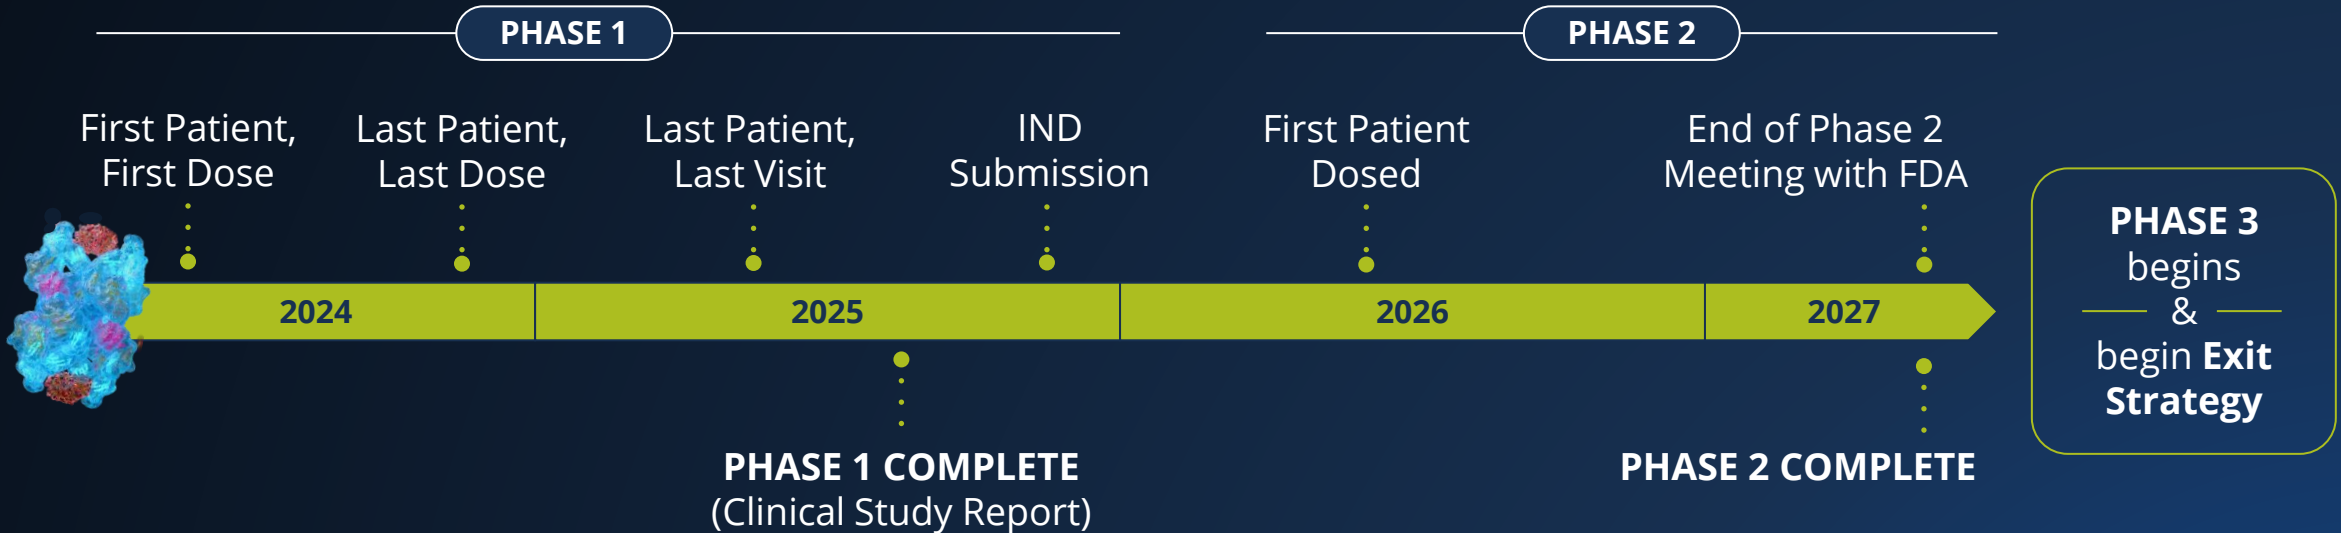 PHASE 1
PHASE 2
First Patient,
First Dose
Last Patient,
Last Dose
Last Patient,
Last Visit
IND
Submission
First Patient
Dosed
End of Phase 2
Meeting with FDA
2024
2025
2026
2027
PHASE 1 COMPLETE
(Clinical Study Report)
PHASE 2 COMPLETE
PHASE 3
begins
&
begin Exit
Strategy